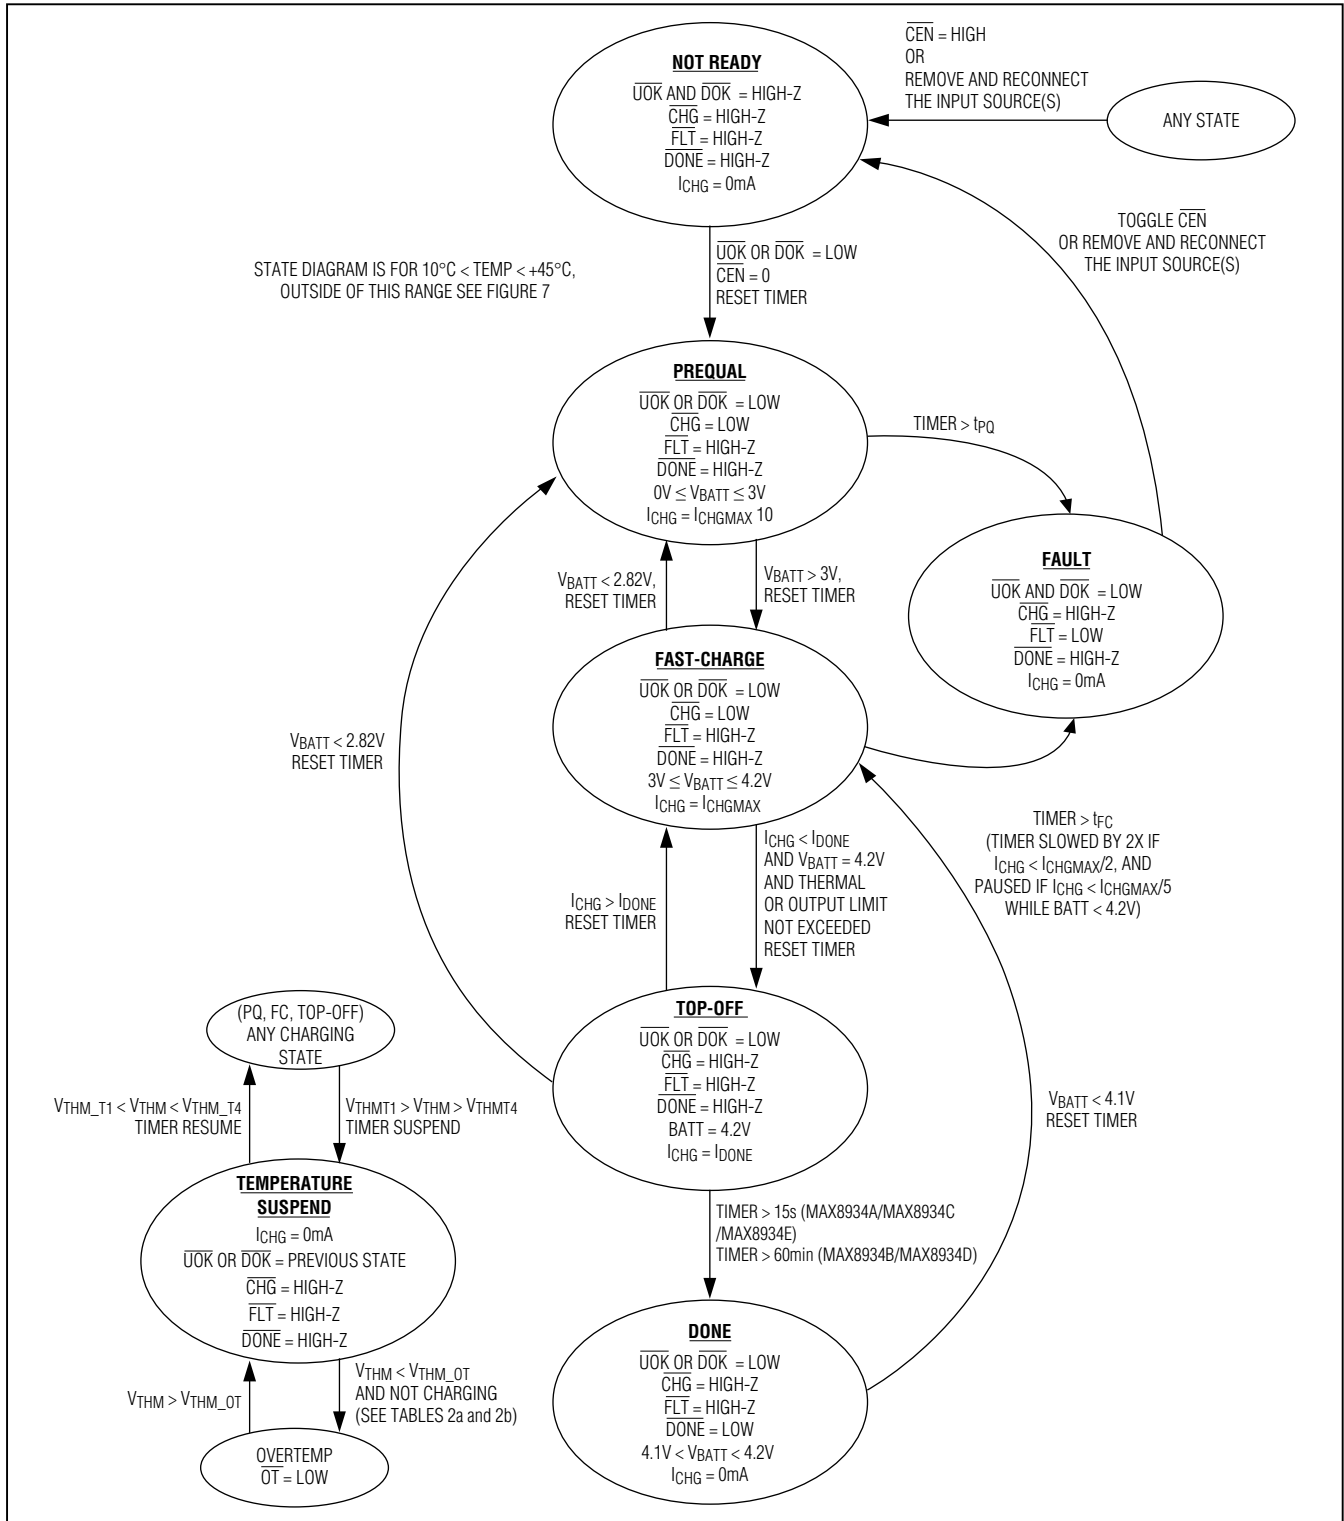 NOT READY
UOK AND DOK = HIGH-Z
CHG = HIGH-Z
FLT = HIGH-Z
DONE = HIGH-Z
ICHG = 0mA
CEN = HIGH
OR
REMOVE AND RECONNECT
THE INPUT SOURCE(S)
ANY STATE
TOGGLE CEN
OR REMOVE AND RECONNECT
THE INPUT SOURCE(S)
STATE DIAGRAM IS FOR 10°C < TEMP < +45°C,
OUTSIDE OF THIS RANGE SEE FIGURE 7
UOK OR DOK = LOW
CEN = 0
RESET TIMER
PREQUAL
UOK OR DOK = LOW
CHG = LOW
FLT = HIGH-Z
DONE = HIGH-Z
0V ≤ VBATT ≤ 3V
ICHG = ICHGMAX 10
TIMER > tPQ
FAULT
UOK AND DOK = LOW
CHG = HIGH-Z
FLT = LOW
DONE = HIGH-Z
ICHG = 0mA
VBATT < 2.82V,
RESET TIMER
VBATT > 3V,
RESET TIMER
FAST-CHARGE
UOK OR DOK = LOW
CHG = LOW
FLT = HIGH-Z
DONE = HIGH-Z
3V ≤ VBATT ≤ 4.2V
ICHG = ICHGMAX
VBATT < 2.82V
RESET TIMER
TIMER > tFC
(TIMER SLOWED BY 2X IF
ICHG < ICHGMAX/2, AND
PAUSED IF ICHG < ICHGMAX/5
WHILE BATT < 4.2V)
ICHG > IDONE
RESET TIMER
ICHG < IDONE
AND VBATT = 4.2V
AND THERMAL
OR OUTPUT LIMIT
NOT EXCEEDED
RESET TIMER
TOP-OFF
UOK OR DOK = LOW
CHG = HIGH-Z
FLT = HIGH-Z
DONE = HIGH-Z
BATT = 4.2V
ICHG = IDONE
(PQ, FC, TOP-OFF)
ANY CHARGING
STATE
VTHM_T1 < VTHM < VTHM_T4
TIMER RESUME
VTHMT1 > VTHM > VTHMT4
TIMER SUSPEND
VBATT < 4.1V
RESET TIMER
TEMPERATURE
SUSPEND
ICHG = 0mA
UOK OR DOK = PREVIOUS STATE
CHG = HIGH-Z
FLT = HIGH-Z
DONE = HIGH-Z
TIMER > 15s (MAX8934A/MAX8934C
/MAX8934E)
TIMER > 60min (MAX8934B/MAX8934D)
VTHM > VTHM_OT
VTHM < VTHM_OT
AND NOT CHARGING
(SEE TABLES 2a and 2b)
OVERTEMP
OT = LOW
DONE
UOK OR DOK = LOW
CHG = HIGH-Z
FLT = HIGH-Z
DONE = LOW
4.1V < VBATT < 4.2V
ICHG = 0mA